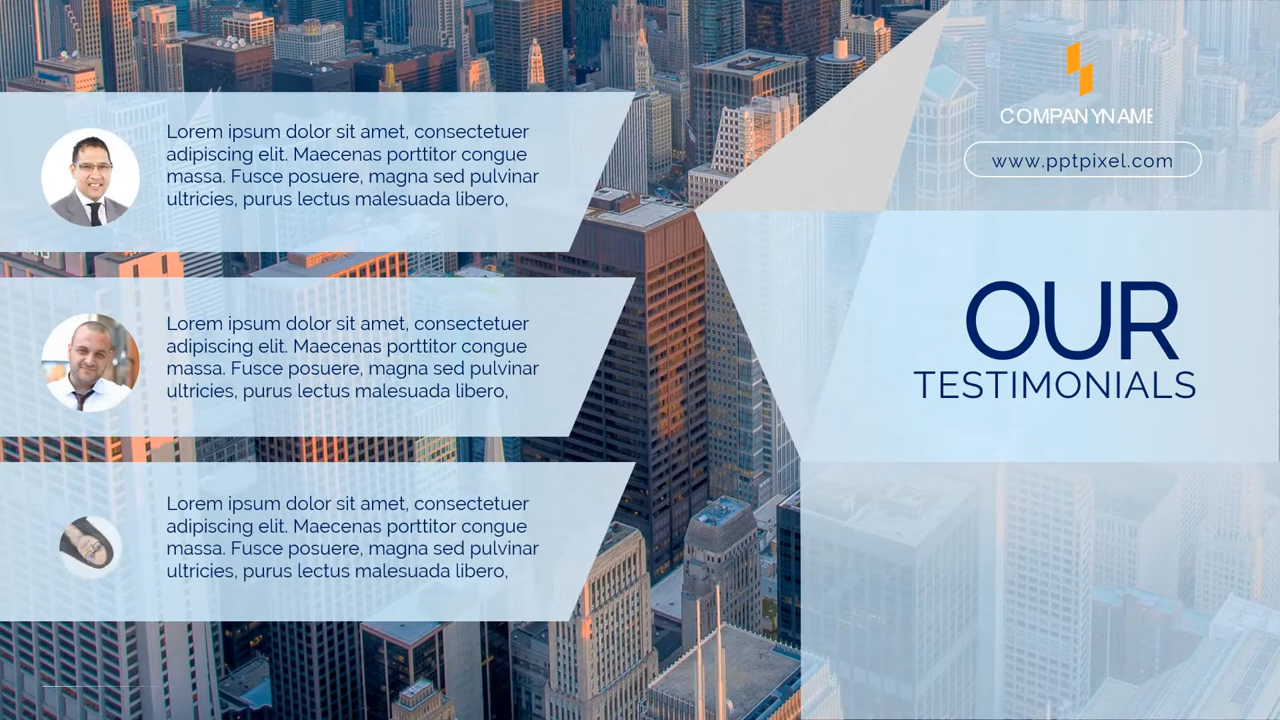 Lorem ipsum dolor sit amet, consectetuer
adipiscing elit. Maecenas porttitor congue
massa. Fusce posuere, magna sed pulvinar
ultricies, purus lectus malesuada libero,
Lorem ipsum dolor sit amet, consectetuer
adipiscing elit. Maecenas porttitor congue
massa. Fusce posuere, magna sed pulvinar
ultricies, purus lectus malesuada libero,
Lorem ipsum dolor sit amet, consectetuer
adipiscing elit. Maecenas porttitor congue
massa. Fusce posuere, magna sed pulvinar
ultricies, purus lectus malesuada libero,
COMPANYNAME
www.pptpixel.com
OUR
TESTIMONIALS